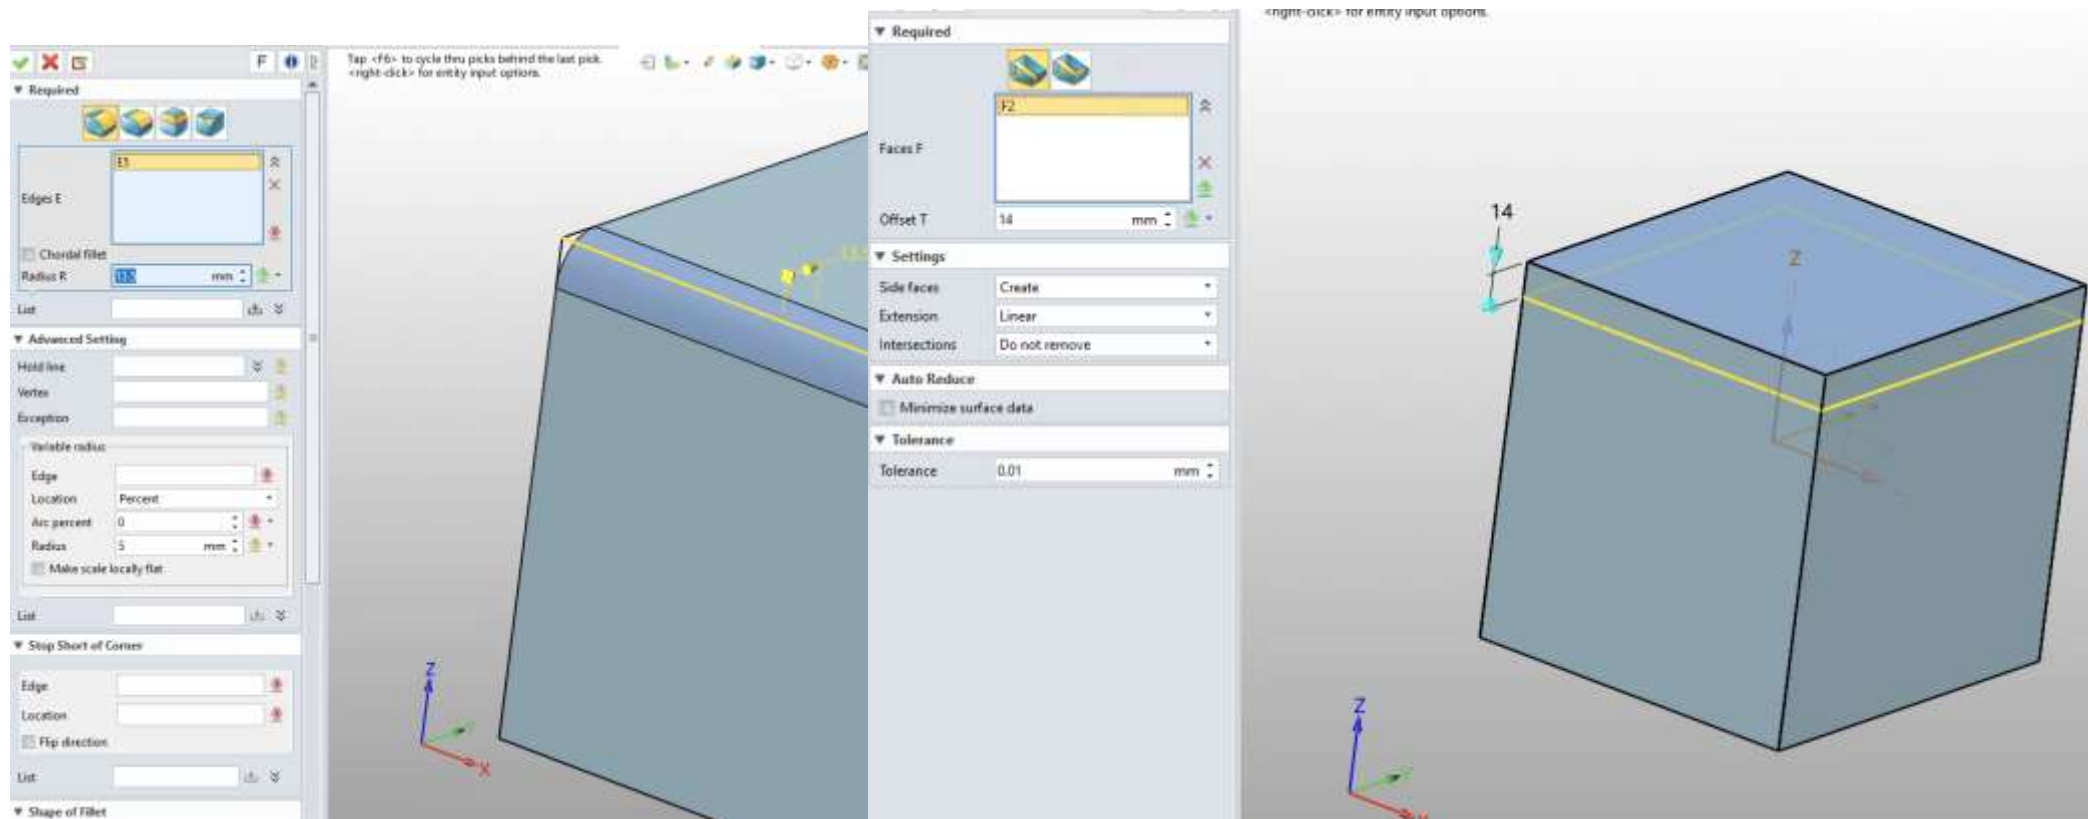 Tap <f6> to cycle thru picks behind the last pick.
<right-click> for entity input options.
F
Required
Edges E
Chordal fillet
Radius R
mm
List
Advanced Setting
Hold line
Vertex
Exception
Variable radius
Edge
Location
Percent
Arc percent
0
Radius
5
mm
Make scale locally flat
List
Stop Short of Corner
Edge
Location
Flip direction
List
Shape of Fillet
Z
X
<right-click> for entity input options.
Required
F2
Faces F
Offset T
14
mm
Settings
Side faces
Create
Extension
Linear
Intersections
Do not remove
Auto Reduce
Minimize surface data
Tolerance
Tolerance
0.01
mm
14
Z
Z